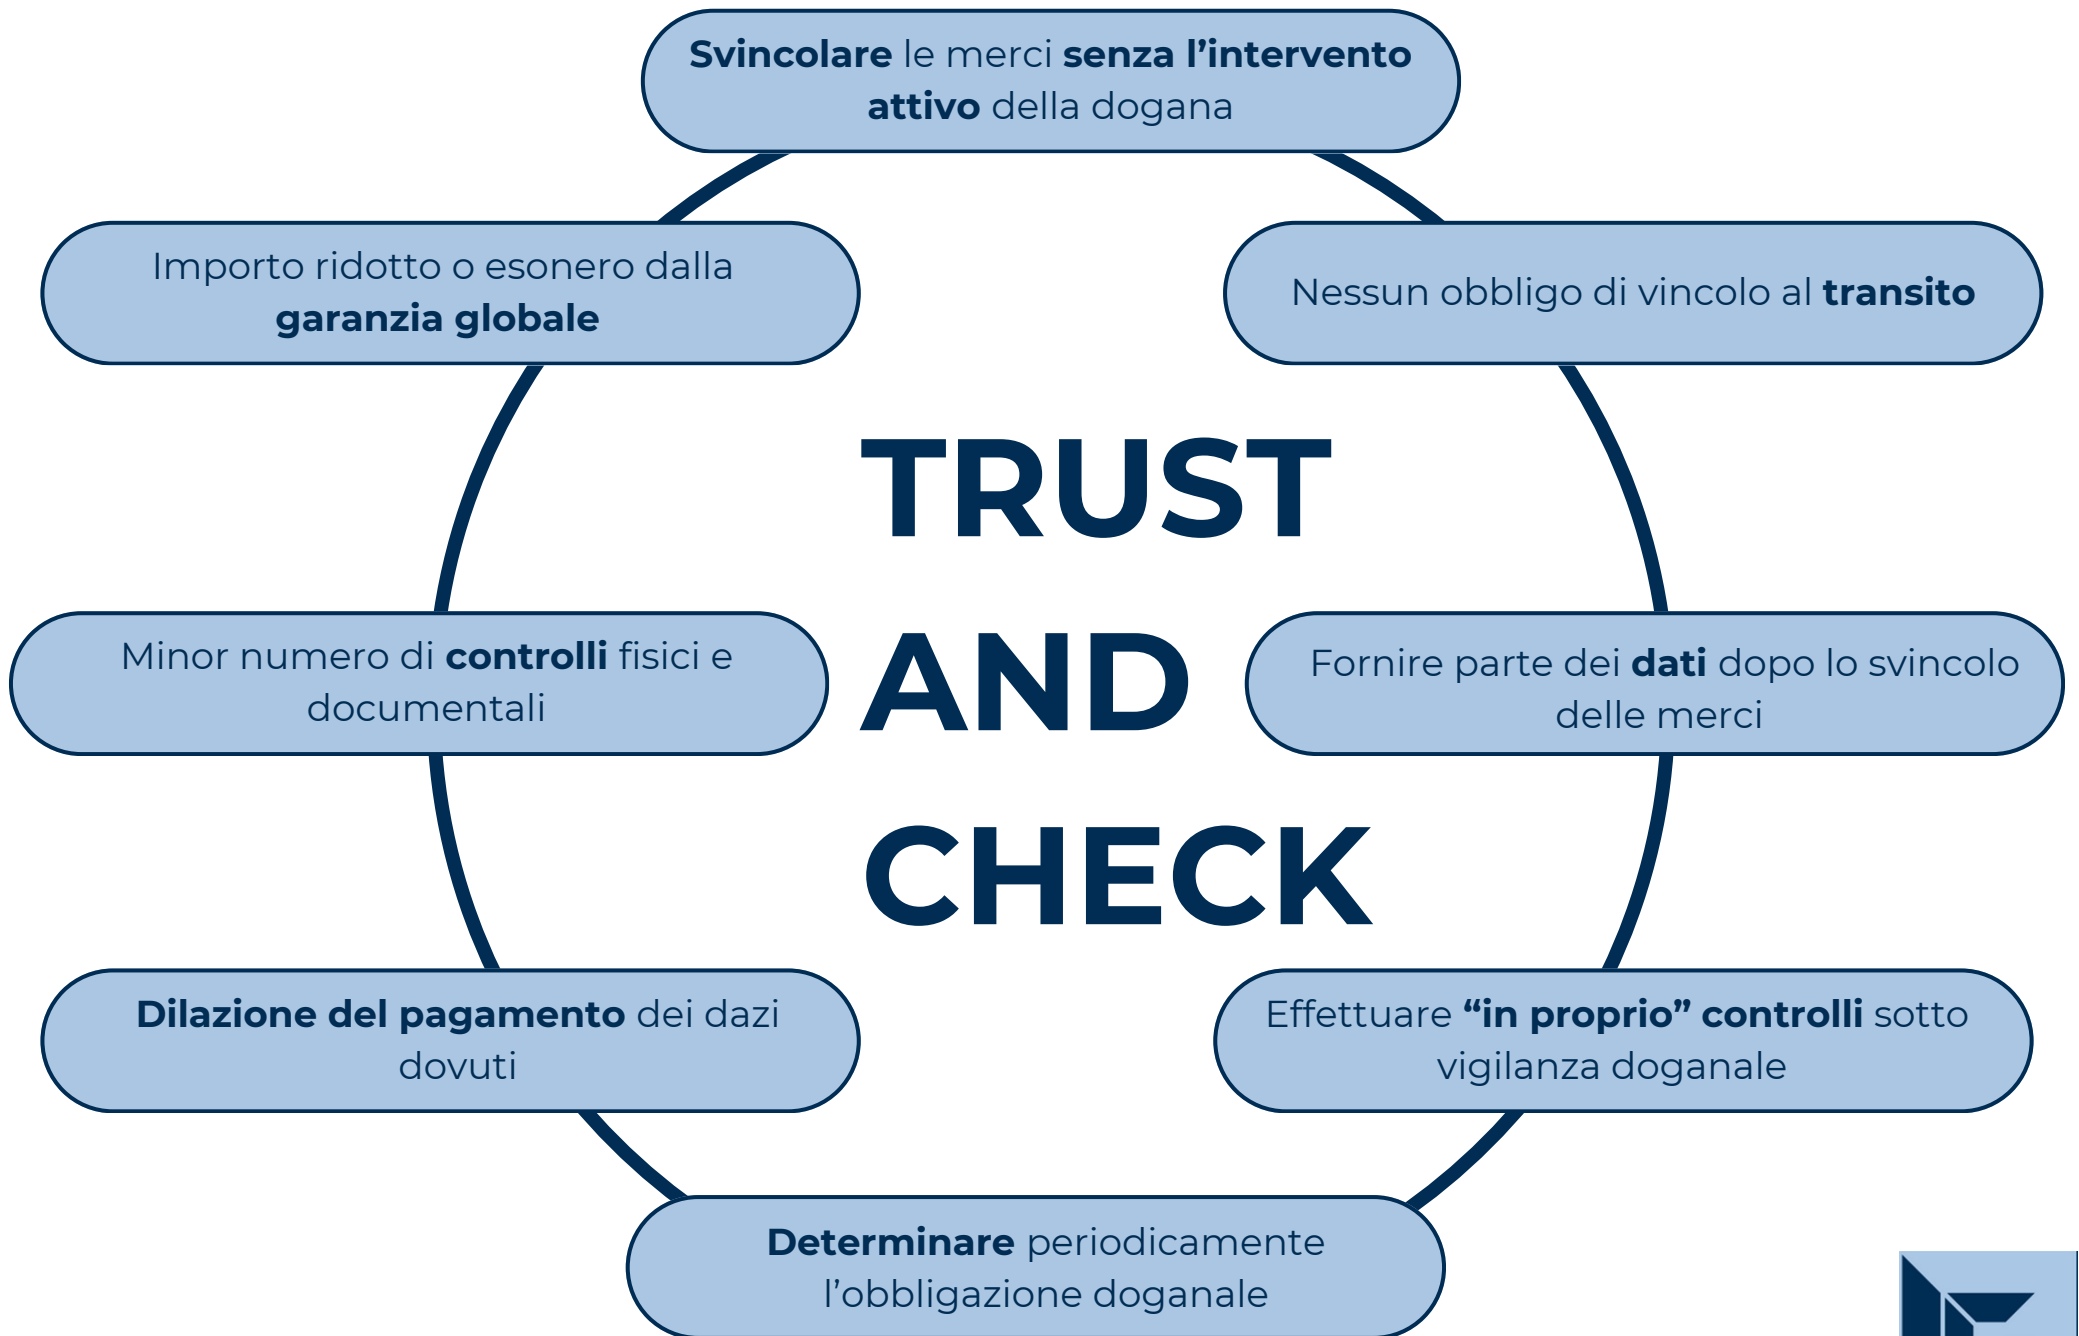 Svincolare le merci senza l’intervento
attivo della dogana
Importo ridotto o esonero dalla
garanzia globale
Nessun obbligo di vincolo al transito
TRUST
AND
CHECK
Minor numero di controlli fisici e
documentali
Fornire parte dei dati dopo lo svincolo
delle merci
Dilazione del pagamento dei dazi
dovuti
Effettuare “in proprio” controlli sotto
vigilanza doganale
Determinare periodicamente
l’obbligazione doganale